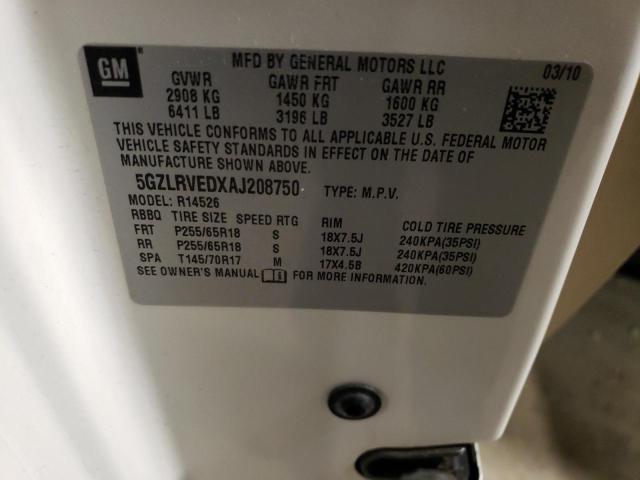 GM
MFD BY GENERAL MOTORS LLC 03/10
GVWR GAWR FRT GAWR RR
2908 KG 1450 KG 1600 KG
6411 LB 3196 LB 3527 LB
THIS VEHICLE CONFORMS TO ALL APPLICABLE U.S. FEDERAL MOTOR
VEHICLE SAFETY STANDARDS IN EFFECT ON THE DATE OF
MANUFACTURE SHOWN ABOVE.
5GZLRVEDXAJ208750 TYPE: M.P.V.
MODEL: R14526
RBBQ TIRE SIZE SPEED RTG RIM COLD TIRE PRESSURE
FRT P255/65R18 S 18X7.5J 240KPA(35PSI)
RR P255/65R18 S 18X7.5J 240KPA(35PSI)
SPA T145/70R17 M 17X4.5B 420KPA(60PSI)
SEE OWNER'S MANUAL FOR MORE INFORMATION.